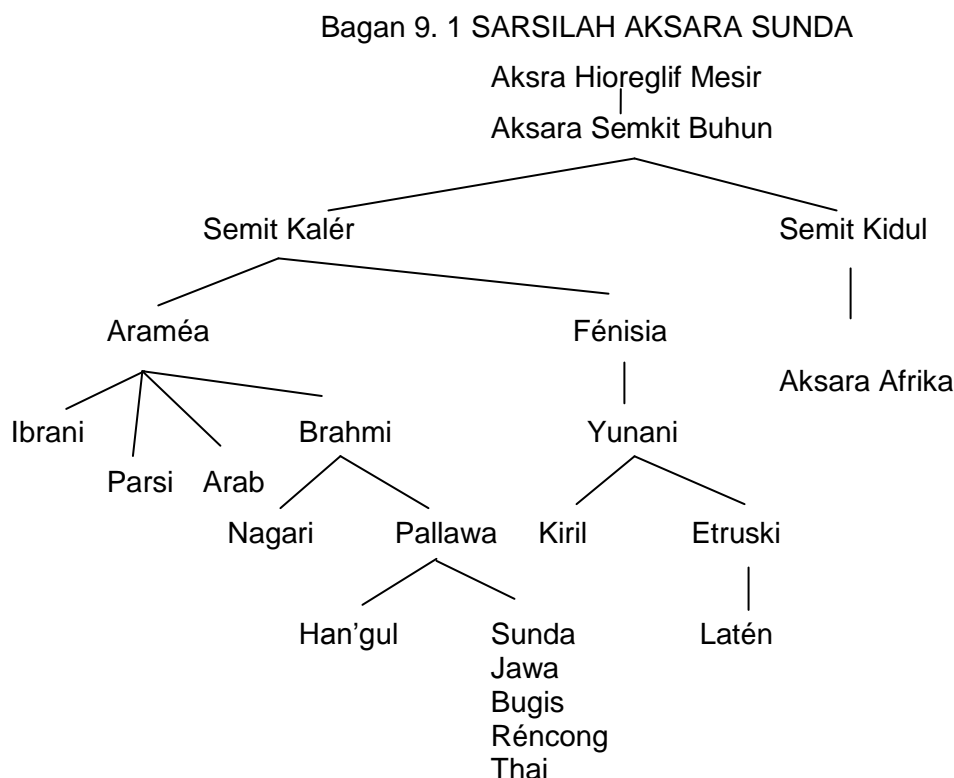 Bagan 9. 1 SARSILAH AKSARA SUNDA
Aksra Hioreglif Mesir
Aksara Semkit Buhun
Semit Kalér Semit Kidul
Araméa Fénisia
Aksara Afrika
Ibrani Brahmi Yunani
Parsi Arab
Nagari Pallawa Kiril Etruski
Han’gul Sunda Latén
Jawa
Bugis
Réncong
Thai